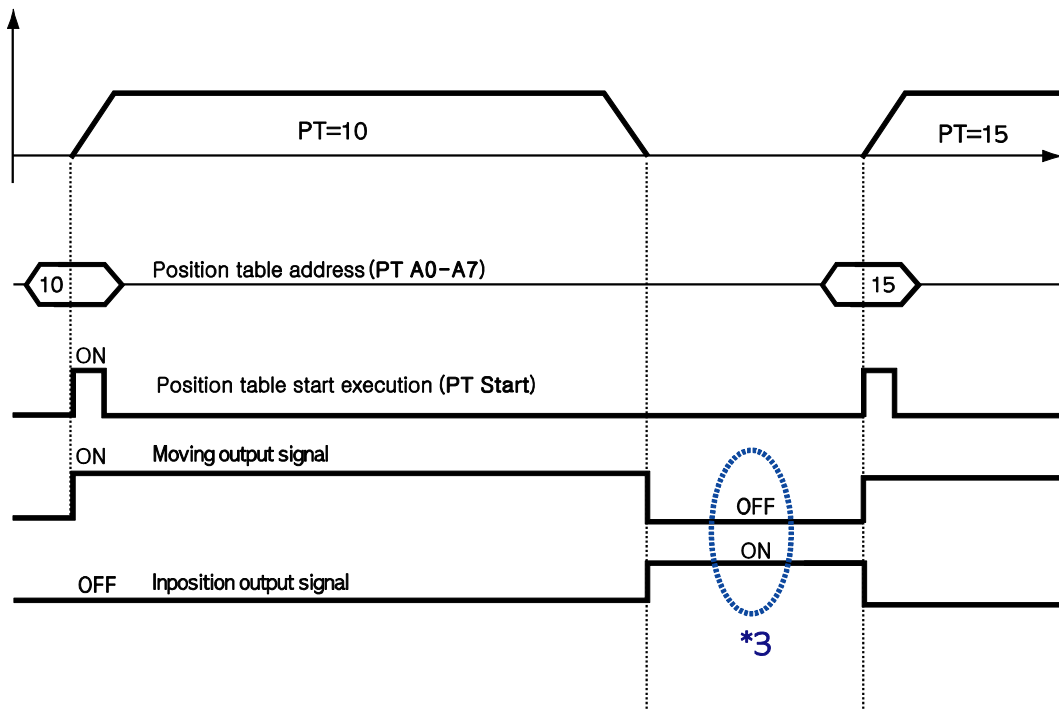 PT=10
PT=15
Position table address(PT A0-A7)
10
15
ON
Position table start execution (PT Start)
ON
Moving output signal
OFF
ON
OFF
Inposition output signal
*3